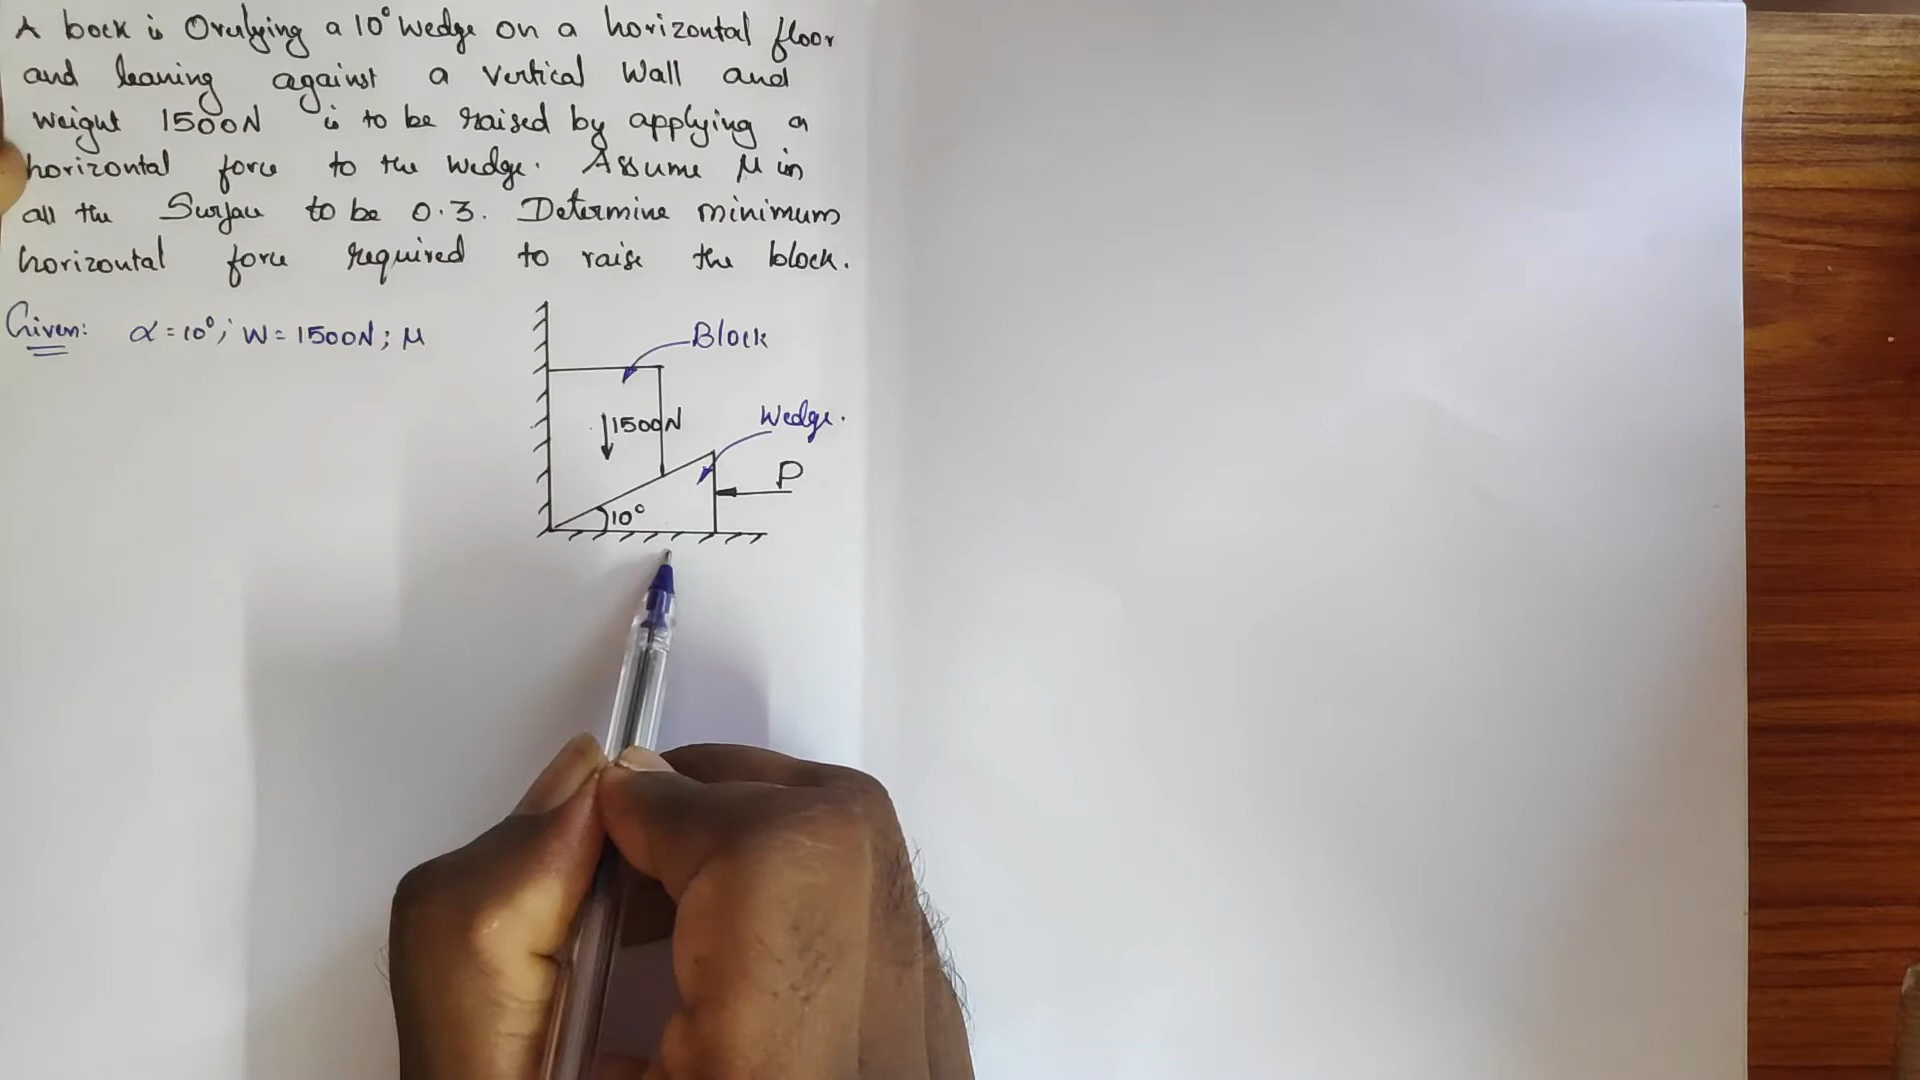 A bock is Overlying a 10° wedge on a horizontal floor
and leaning against a vertical wall and
weight 1500N is to be raised by applying a
horizontal force to the wedge. Assume μ in
all the Surface to be 0.3. Determine minimum
horizontal force required to raise the block.
Given: α = 10°; W = 1500N; μ
Block
1500N
Wedge.
P
10°